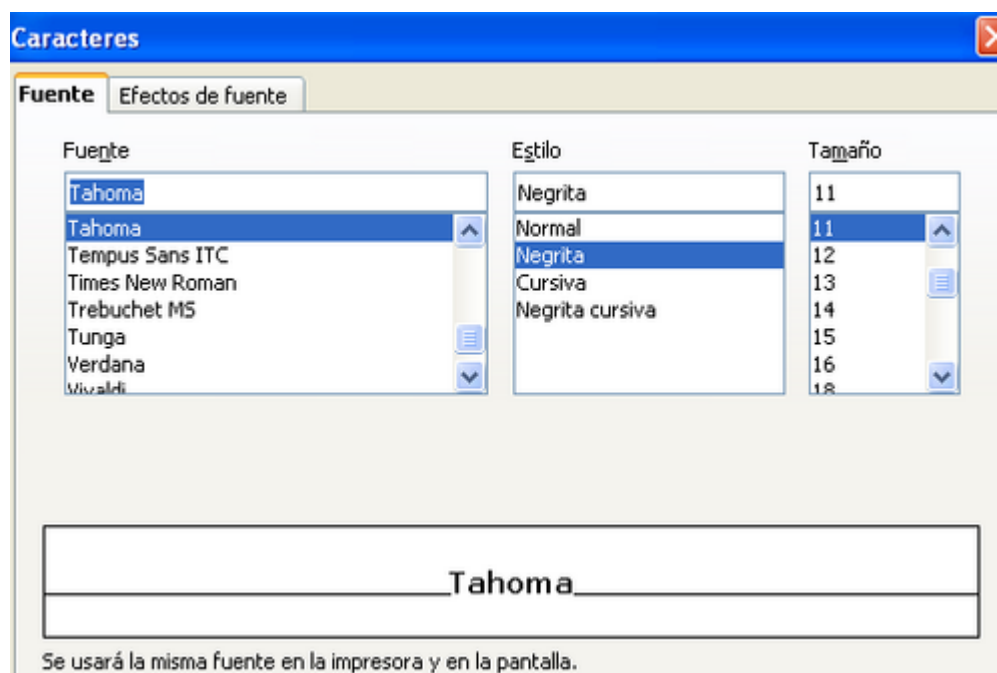 Caracteres
Fuente Efectos de fuente
Fuente Estilo Tamaño
Tahoma Negrita 11
Tahoma Normal 11
Tempus Sans ITC Negrita 12
Times New Roman Cursiva 13
Trebuchet MS Negrita cursiva 14
Tunga 15
Verdana 16
Vivaldi 18
Tahoma
Se usará la misma fuente en la impresora y en la pantalla.